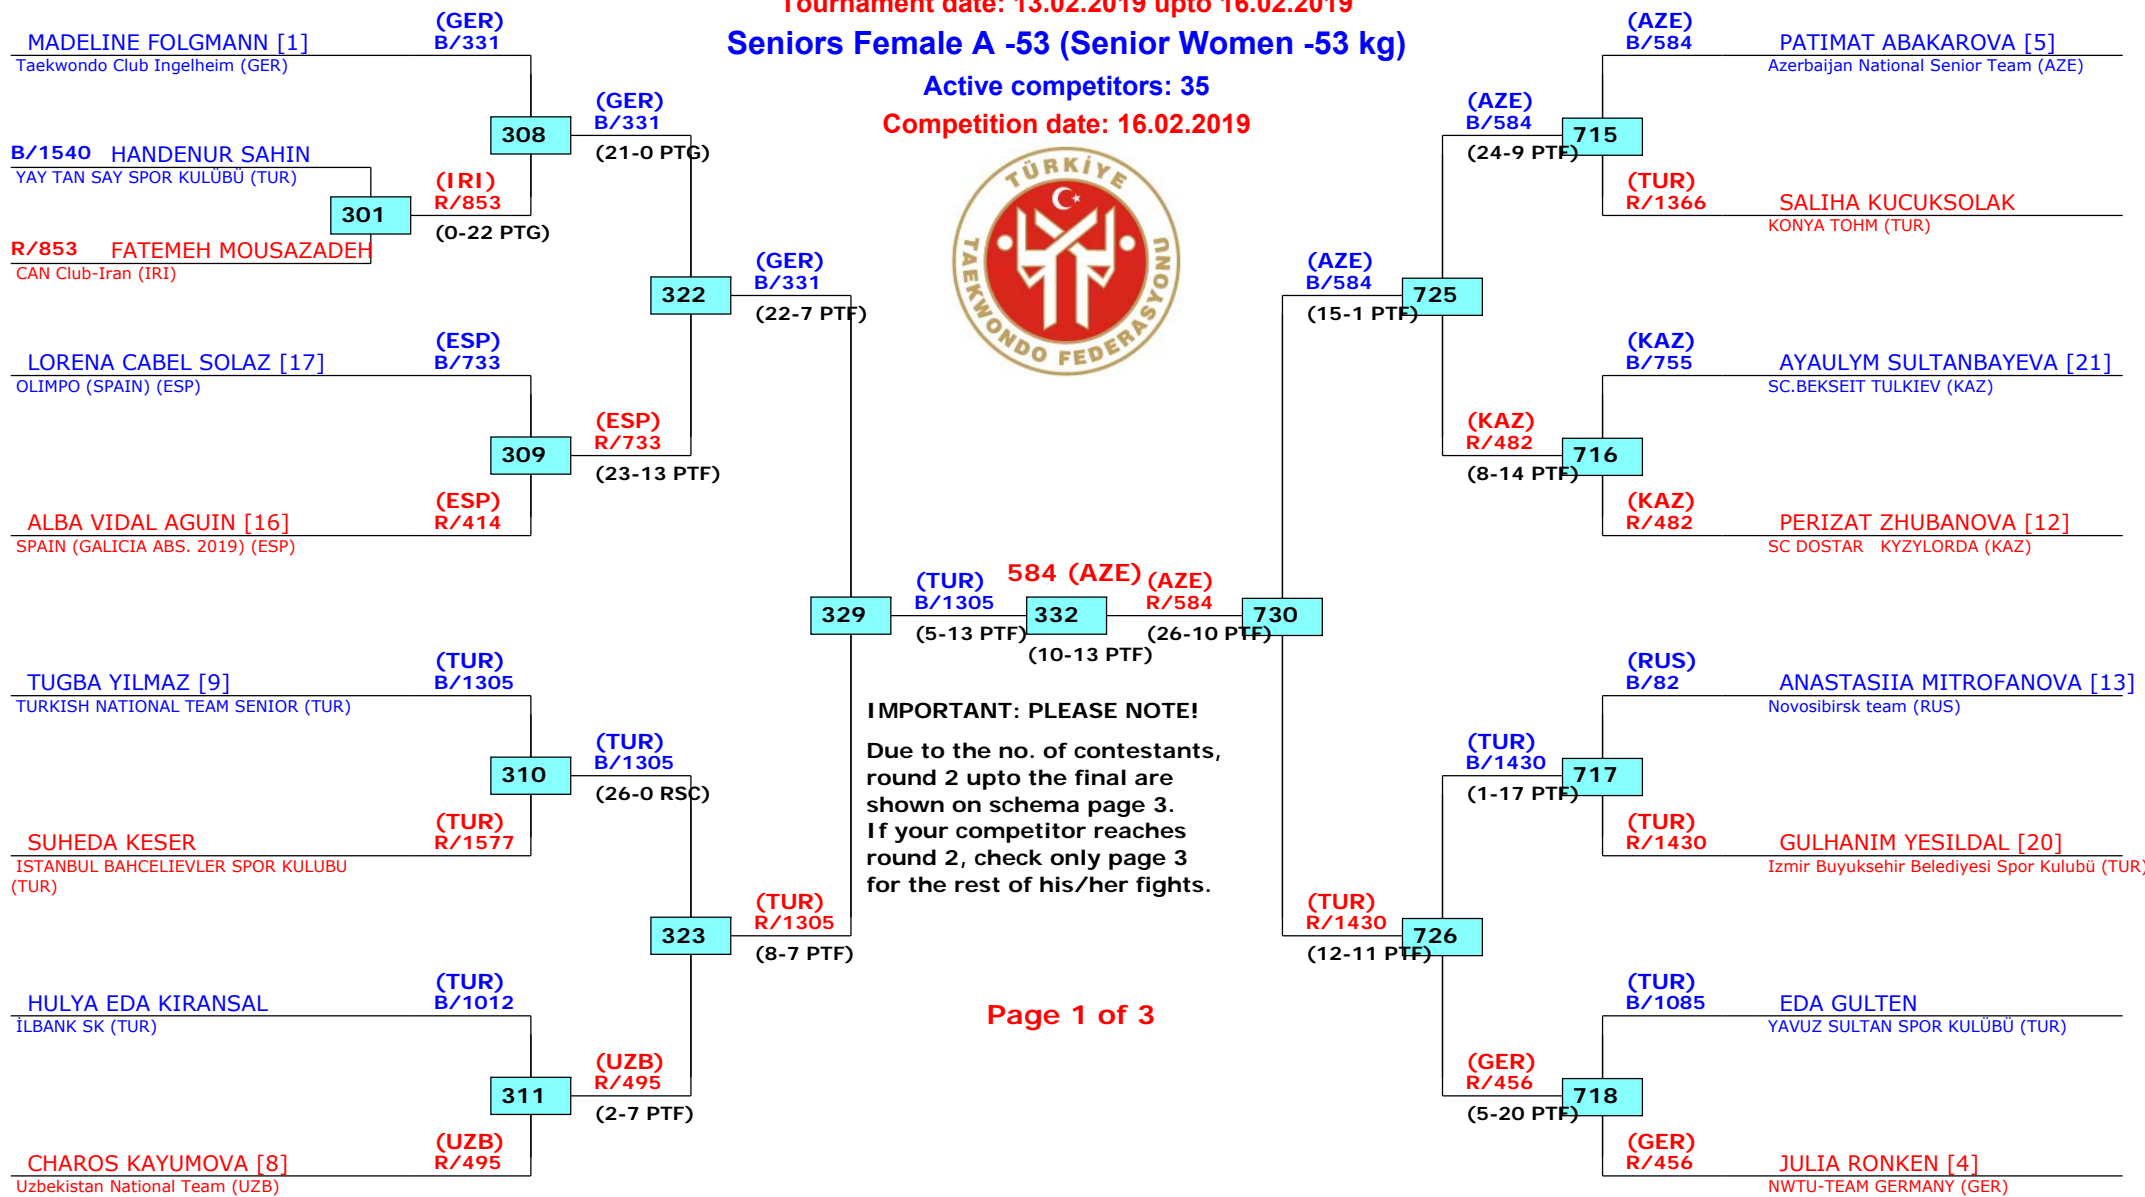 Tournament date: 13.02.2019 upto 16.02.2019
Seniors Female A -53 (Senior Women -53 kg)
Active competitors: 35
Competition date: 16.02.2019
TÜRKİYE
TAEKWONDO FEDERASYONU
MADELINE FOLGMANN [1]
Taekwondo Club Ingelheim (GER)
(GER)
B/331
B/1540 HANDENUR SAHIN
YAY TAN SAY SPOR KULÜBÜ (TUR)
R/853 FATEMEH MOUSAZADEH
CAN Club-Iran (IRI)
301
(IRI)
R/853
(0-22 PTG)
308
(GER)
B/331
(21-0 PTG)
LORENA CABEL SOLAZ [17]
OLIMPO (SPAIN) (ESP)
(ESP)
B/733
ALBA VIDAL AGUIN [16]
SPAIN (GALICIA ABS. 2019) (ESP)
(ESP)
R/414
309
(ESP)
R/733
(23-13 PTF)
322
(GER)
B/331
(22-7 PTF)
TUGBA YILMAZ [9]
TURKISH NATIONAL TEAM SENIOR (TUR)
(TUR)
B/1305
SUHEDA KESER
ISTANBUL BAHCELIEVLER SPOR KULUBU
(TUR)
(TUR)
R/1577
310
(TUR)
B/1305
(26-0 RSC)
HULYA EDA KIRANSAL
İLBANK SK (TUR)
(TUR)
B/1012
CHAROS KAYUMOVA [8]
Uzbekistan National Team (UZB)
(UZB)
R/495
311
(UZB)
R/495
(2-7 PTF)
323
(TUR)
R/1305
(8-7 PTF)
329
(TUR)
B/1305
(5-13 PTF)
584 (AZE)
332
(10-13 PTF)
(AZE)
R/584
(26-10 PTF)
730
IMPORTANT: PLEASE NOTE!
Due to the no. of contestants,
round 2 upto the final are
shown on schema page 3.
If your competitor reaches
round 2, check only page 3
for the rest of his/her fights.
Page 1 of 3
(AZE)
B/584
(15-1 PTF)
725
(AZE)
B/584
(24-9 PTF)
715
(AZE)
B/584
PATIMAT ABAKAROVA [5]
Azerbaijan National Senior Team (AZE)
(TUR)
R/1366
SALIHA KUCUKSOLAK
KONYA TOHM (TUR)
(KAZ)
R/482
(8-14 PTF)
716
(KAZ)
B/755
AYAULYM SULTANBAYEVA [21]
SC.BEKSEIT TULKIEV (KAZ)
(KAZ)
R/482
PERIZAT ZHUBANOVA [12]
SC DOSTAR KYZYLORDA (KAZ)
(TUR)
R/1430
(12-11 PTF)
726
(TUR)
B/1430
(1-17 PTF)
717
(RUS)
B/82
ANASTASIIA MITROFANOVA [13]
Novosibirsk team (RUS)
(TUR)
R/1430
GULHANIM YESILDAL [20]
Izmir Buyuksehir Belediyesi Spor Kulubü (TUR)
(GER)
R/456
(5-20 PTF)
718
(TUR)
B/1085
EDA GULTEN
YAVUZ SULTAN SPOR KULÜBÜ (TUR)
(GER)
R/456
JULIA RONKEN [4]
NWTU-TEAM GERMANY (GER)